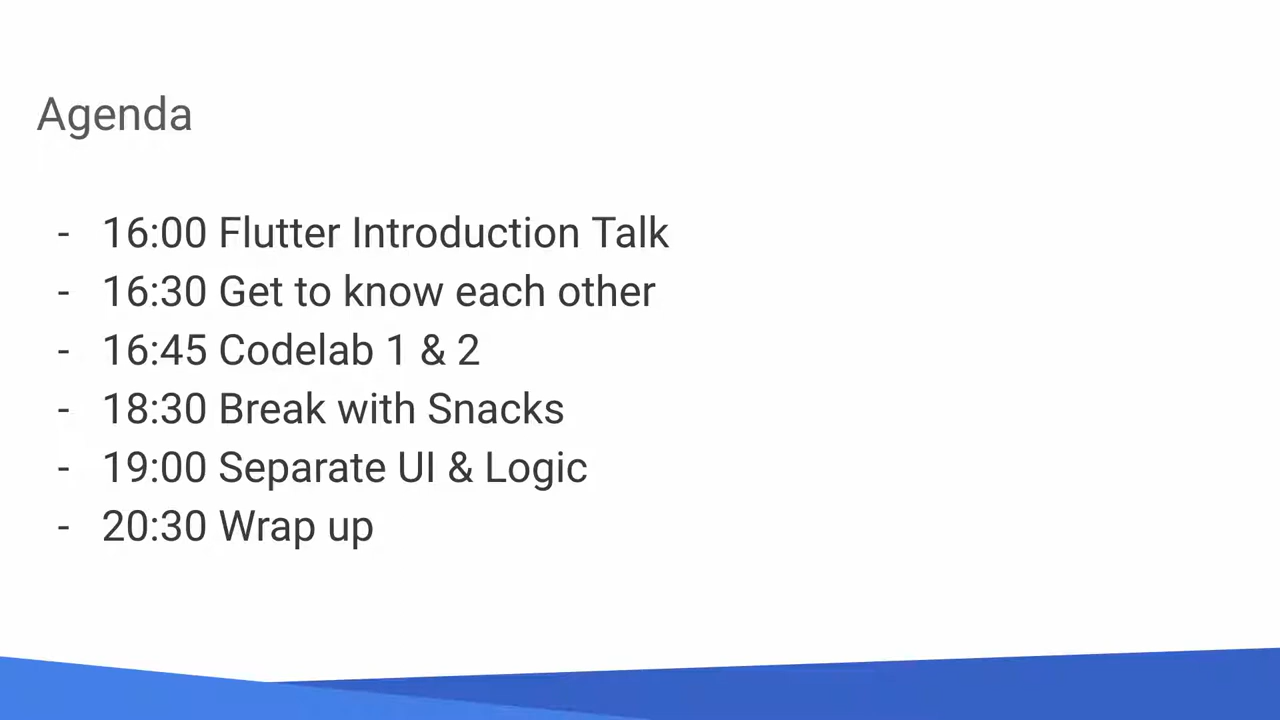 Agenda
- 16:00 Flutter Introduction Talk
- 16:30 Get to know each other
- 16:45 Codelab 1 & 2
- 18:30 Break with Snacks
- 19:00 Separate UI & Logic
- 20:30 Wrap up